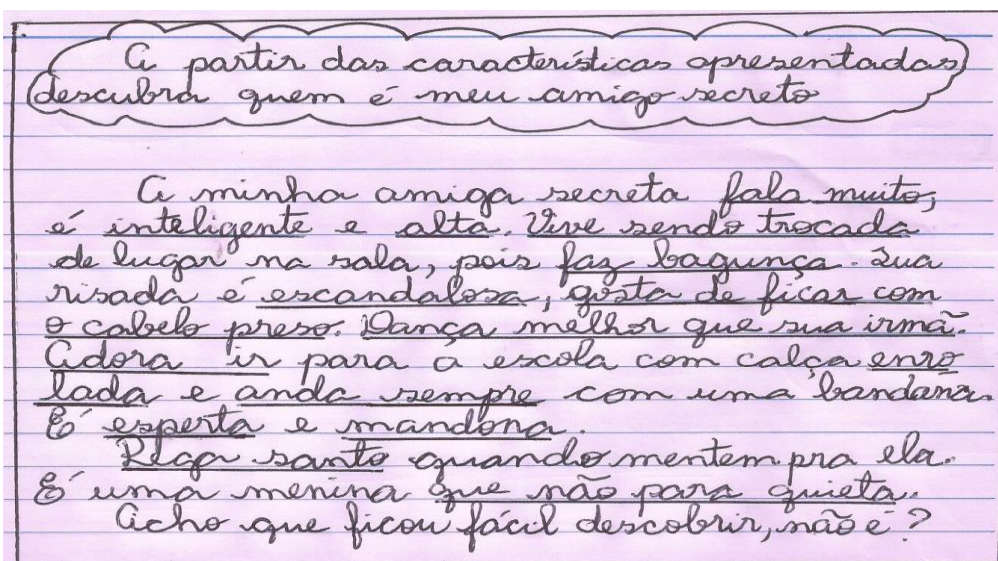 A partir das características apresentadas
descubra quem é meu amigo secreto
A minha amiga secreta fala muito,
é inteligente e alta. Vive sendo trocada
de lugar na sala, pois faz bagunça. Sua
risada é escandalosa, gosta de ficar com
o cabelo preso. Dança melhor que sua irmã.
Adora ir para a escola com calça enro
lada e anda sempre com uma bandana.
É esperta e mandona.
Roga santo quando mentem pra ela.
É uma menina que não para quieta.
Acho que ficou fácil descobrir, não é?